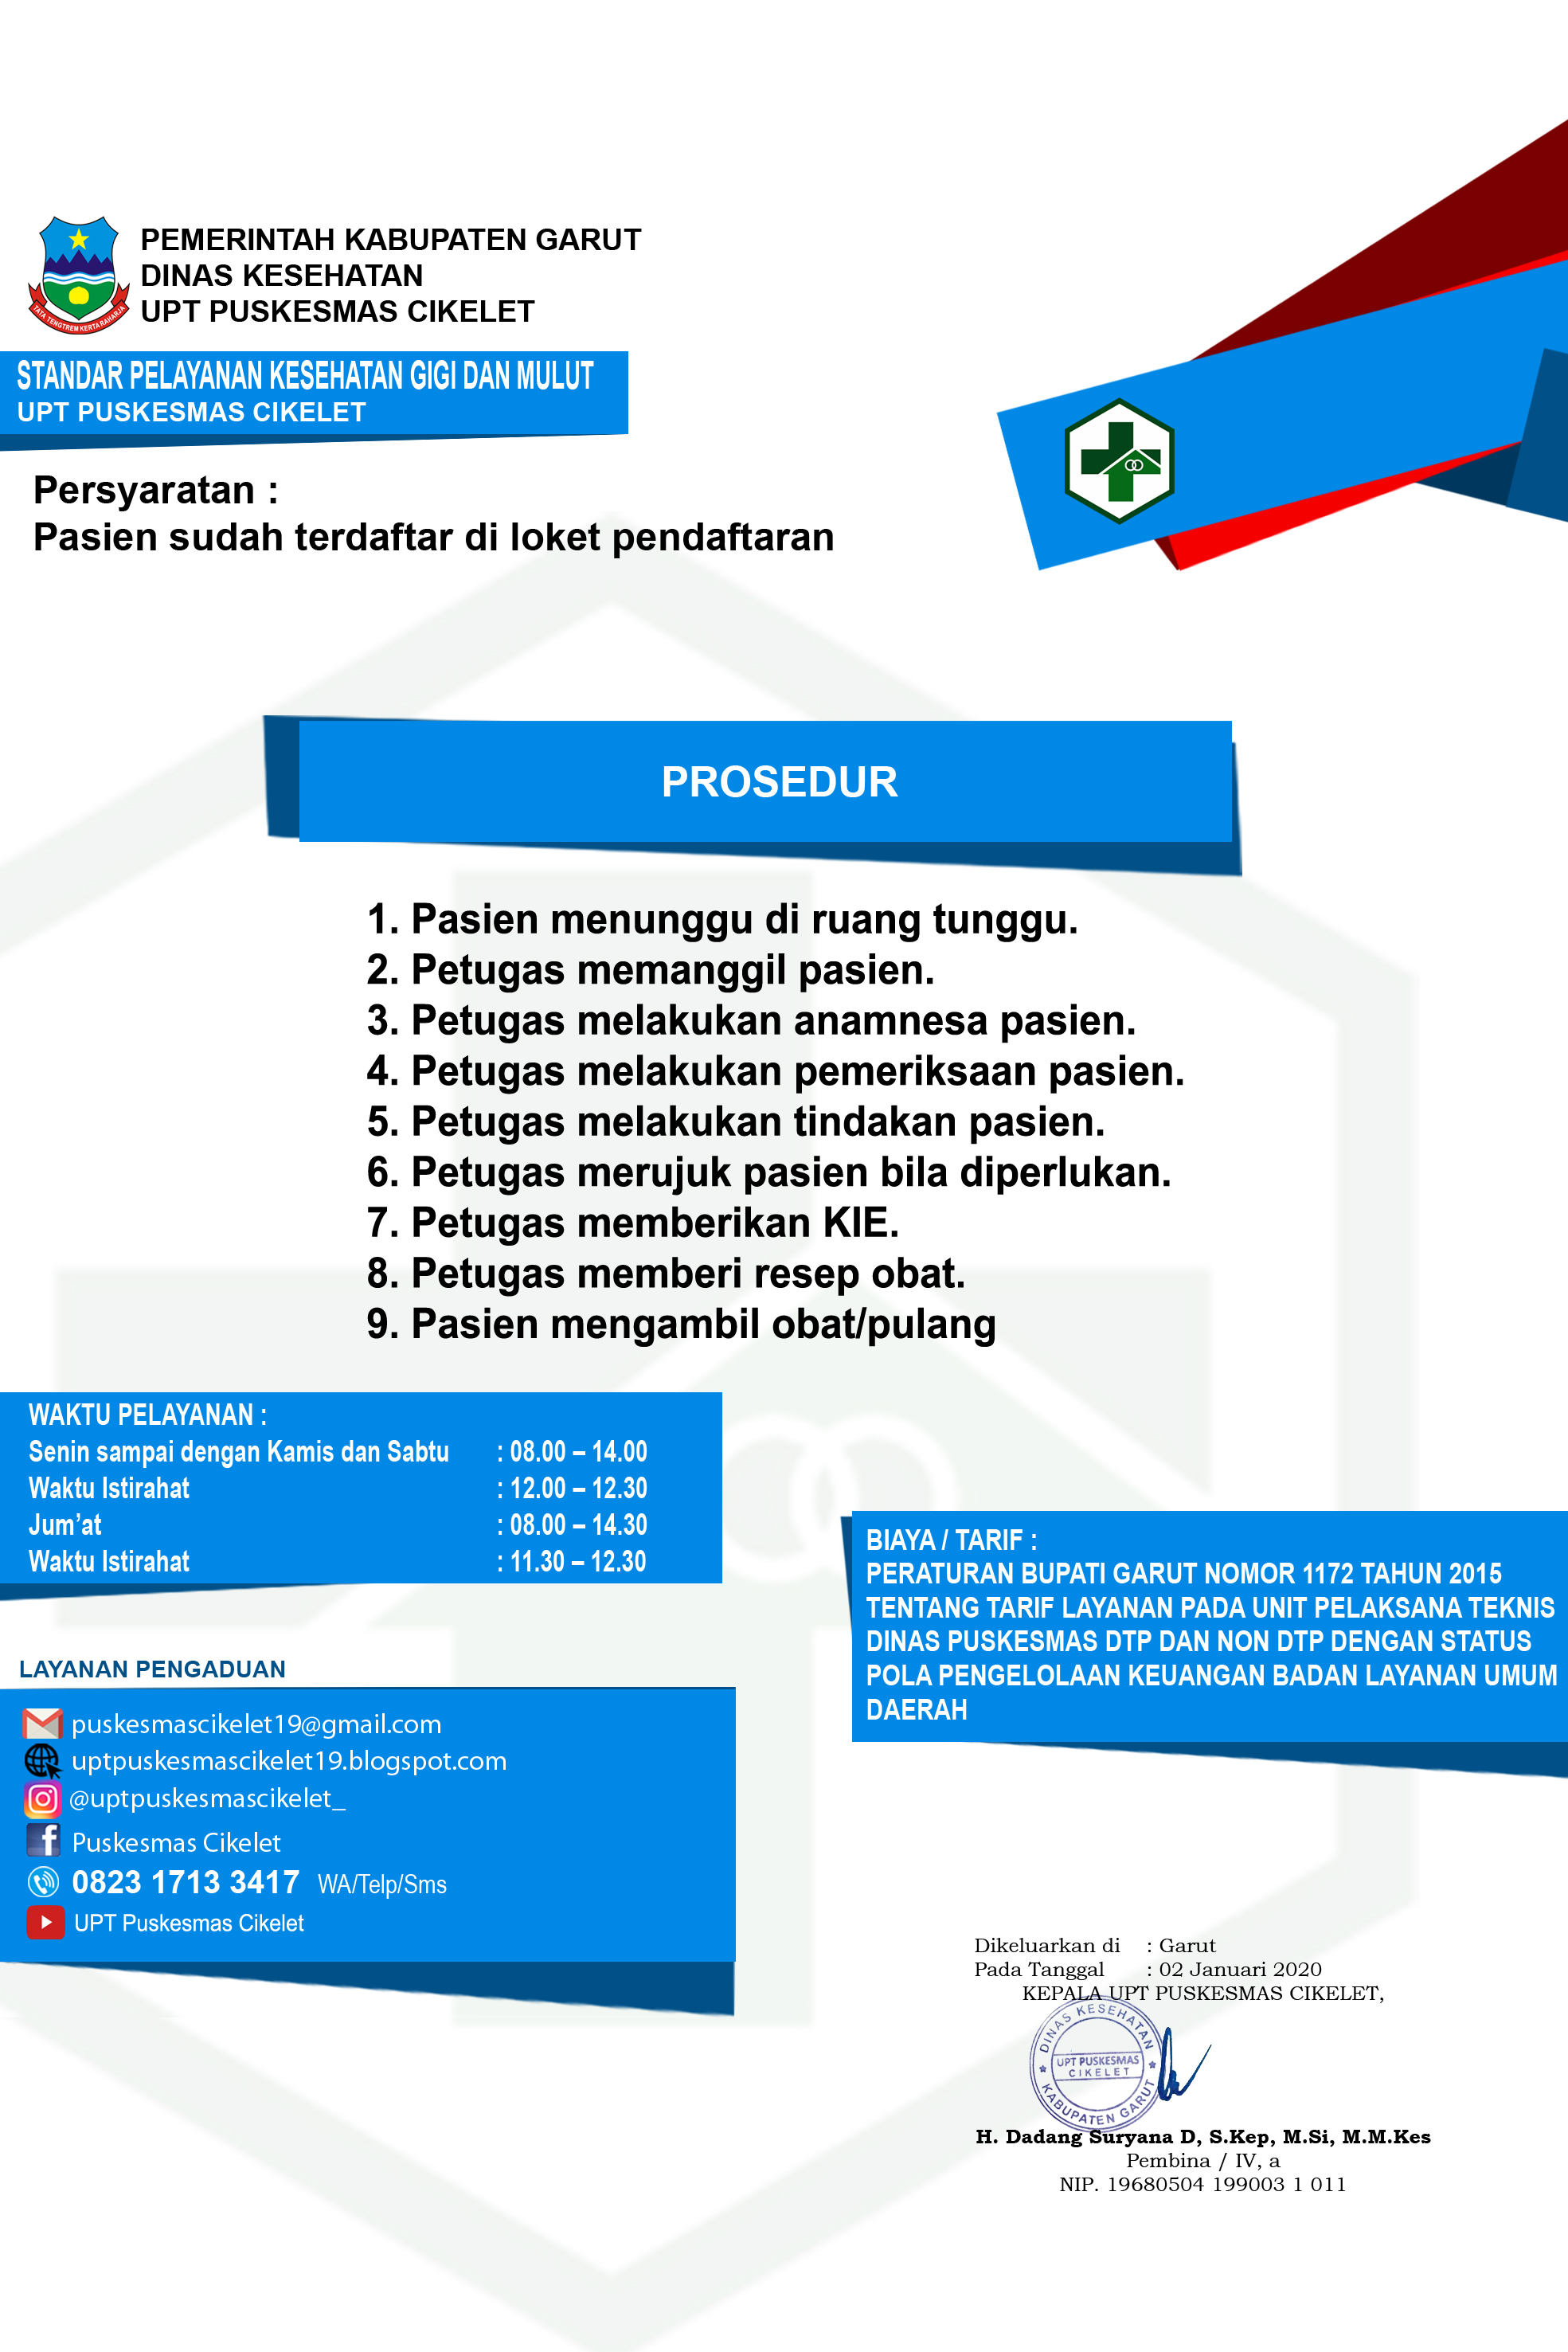 PEMERINTAH KABUPATEN GARUT
DINAS KESEHATAN
UPT PUSKESMAS CIKELET
TATA TENGTREM KERTA RAHARJA
STANDAR PELAYANAN KESEHATAN GIGI DAN MULUT
UPT PUSKESMAS CIKELET
Persyaratan :
Pasien sudah terdaftar di loket pendaftaran
PROSEDUR
1. Pasien menunggu di ruang tunggu.
2. Petugas memanggil pasien.
3. Petugas melakukan anamnesa pasien.
4. Petugas melakukan pemeriksaan pasien.
5. Petugas melakukan tindakan pasien.
6. Petugas merujuk pasien bila diperlukan.
7. Petugas memberikan KIE.
8. Petugas memberi resep obat.
9. Pasien mengambil obat/pulang
WAKTU PELAYANAN :
Senin sampai dengan Kamis dan Sabtu : 08.00 – 14.00
Waktu Istirahat : 12.00 – 12.30
Jum’at : 08.00 – 14.30
Waktu Istirahat : 11.30 – 12.30
BIAYA / TARIF :
PERATURAN BUPATI GARUT NOMOR 1172 TAHUN 2015
TENTANG TARIF LAYANAN PADA UNIT PELAKSANA TEKNIS
DINAS PUSKESMAS DTP DAN NON DTP DENGAN STATUS
POLA PENGELOLAAN KEUANGAN BADAN LAYANAN UMUM
DAERAH
LAYANAN PENGADUAN
puskesmascikelet19@gmail.com
uptpuskesmascikelet19.blogspot.com
@uptpuskesmascikelet_
Puskesmas Cikelet
0823 1713 3417 WA/Telp/Sms
UPT Puskesmas Cikelet
Dikeluarkan di : Garut
Pada Tanggal : 02 Januari 2020
KEPALA UPT PUSKESMAS CIKELET,
DINAS KESEHATAN
UPT PUSKESMAS
CIKELET
KABUPATEN GARUT
H. Dadang Suryana D, S.Kep, M.Si, M.M.Kes
Pembina / IV, a
NIP. 19680504 199003 1 011